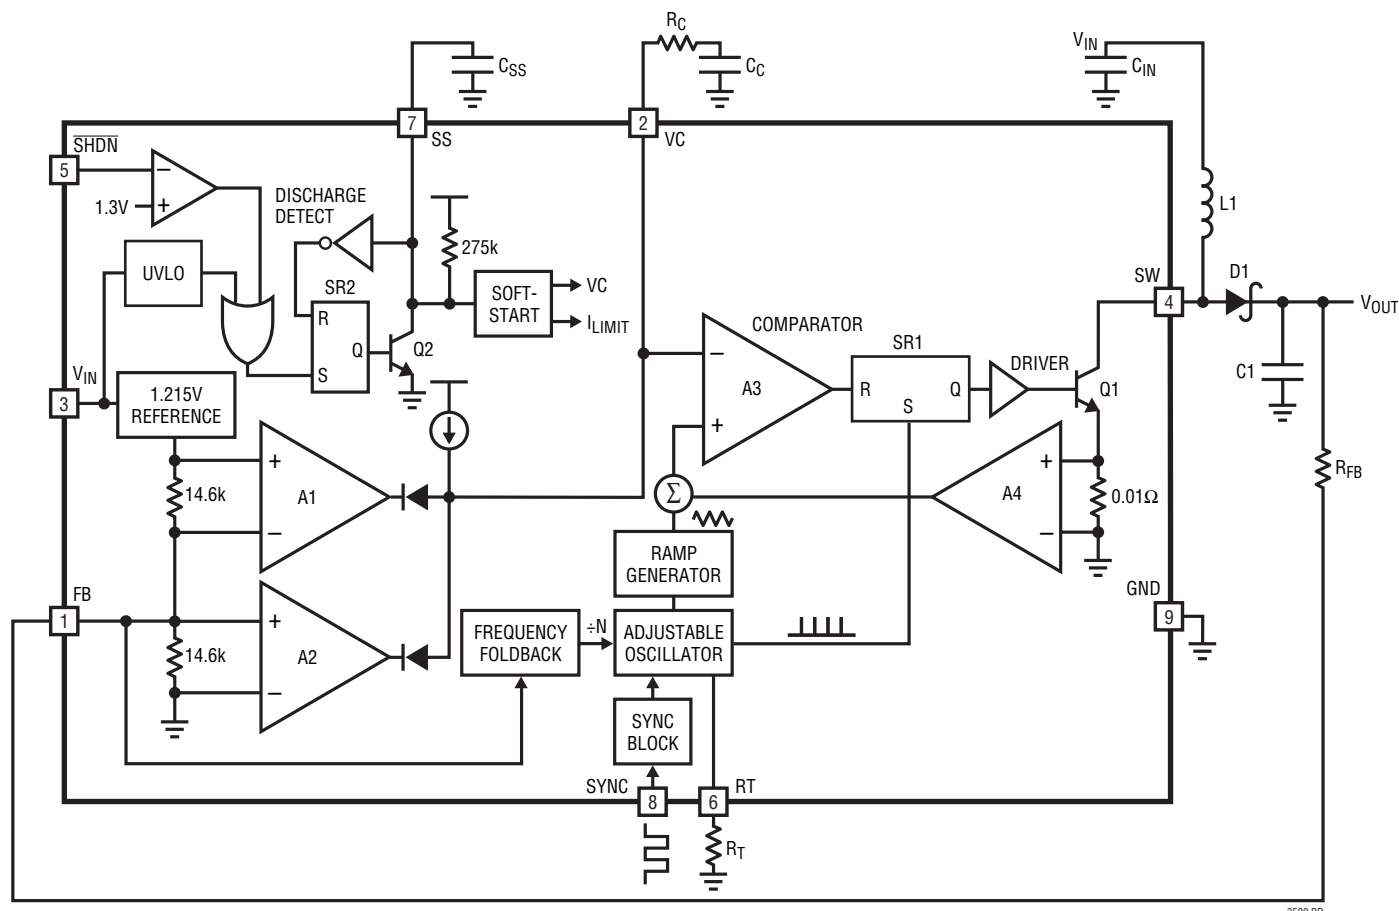 RC
CC
CSS
VIN
CIN
7
SS
2
VC
SHDN
5
−
1.3V
+
DISCHARGE
DETECT
275k
L1
UVLO
SR2
R
Q
S
Q2
SOFT-
START
VC
ILIMIT
SW
4
D1
VOUT
COMPARATOR
−
A3
+
SR1
R
Q
S
DRIVER
Q1
C1
VIN
3
1.215V
REFERENCE
14.6k
+
A1
−
Σ
+
A4
−
0.01Ω
RFB
RAMP
GENERATOR
FB
1
14.6k
+
A2
−
FREQUENCY
FOLDBACK
÷N
ADJUSTABLE
OSCILLATOR
GND
9
SYNC
BLOCK
SYNC
8
6
RT
RT